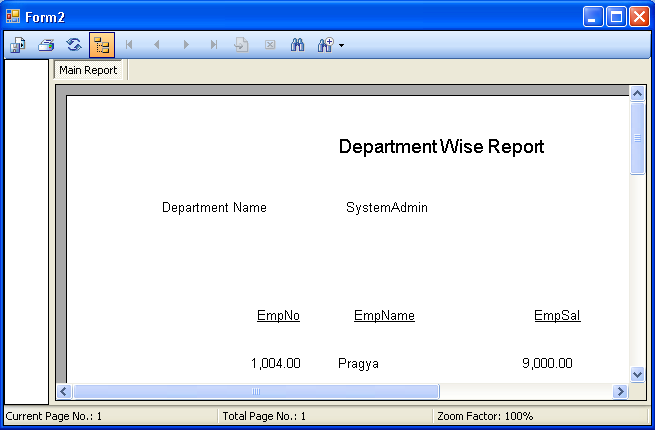 Form2
Main Report
Department Wise Report
Department Name SystemAdmin
EmpNo EmpName EmpSal
1,004.00 Pragya 9,000.00
Current Page No.: 1 Total Page No.: 1 Zoom Factor: 100%